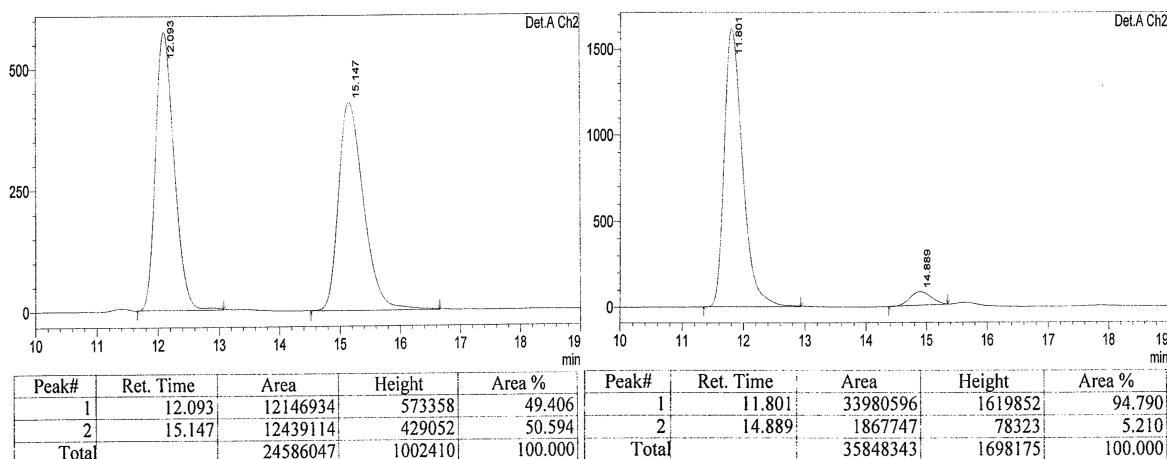 Det.A Ch2
12.093
15.147
500
250
0
10 11 12 13 14 15 16 17 18 19
min
Peak# Ret. Time Area Height Area %
1 12.093 12146934 573358 49.406
2 15.147 12439114 429052 50.594
Total 24586047 1002410 100.000
Det.A Ch2
11.801
14.889
1500
1000
500
0
10 11 12 13 14 15 16 17 18 19
min
Peak# Ret. Time Area Height Area %
1 11.801 33980596 1619852 94.790
2 14.889 1867747 78323 5.210
Total 35848343 1698175 100.000